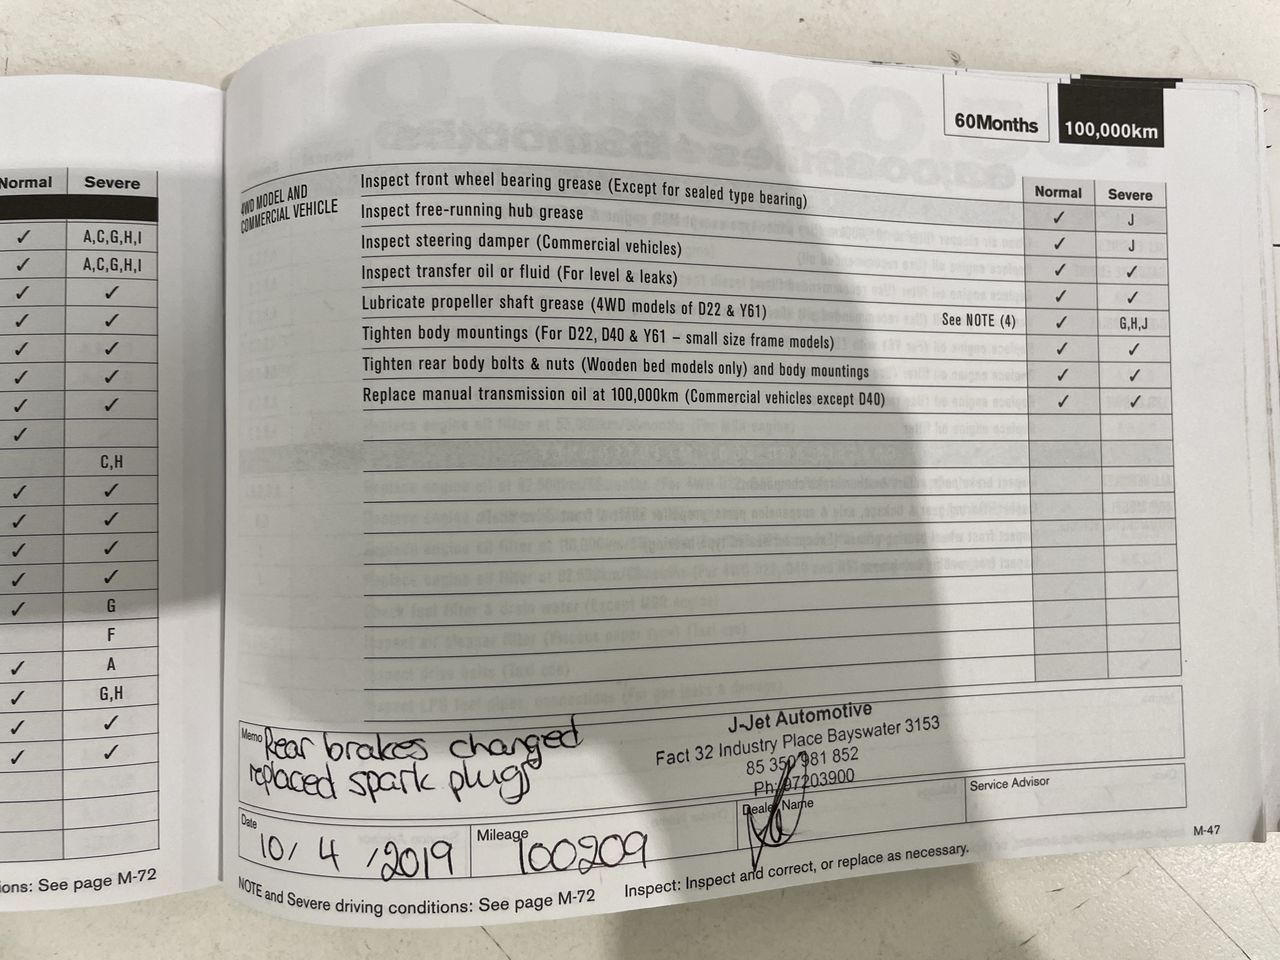 Normal Severe
✓ A,C,G,H,I
✓ A,C,G,H,I
✓ ✓
✓ ✓
✓ ✓
✓ ✓
✓ ✓
✓
C,H
✓ ✓
✓ ✓
✓ ✓
✓ ✓
✓ G
F
✓ A
✓ G,H
✓ ✓
✓ ✓
ions: See page M-72
60Months 100,000km
Normal Severe
4WD MODEL AND
COMMERCIAL VEHICLE
Inspect front wheel bearing grease (Except for sealed type bearing) ✓ J
Inspect free-running hub grease ✓ J
Inspect steering damper (Commercial vehicles) ✓ ✓
Inspect transfer oil or fluid (For level & leaks) ✓ ✓
Lubricate propeller shaft grease (4WD models of D22 & Y61) See NOTE (4) ✓ G,H,J
Tighten body mountings (For D22, D40 & Y61 – small size frame models) ✓ ✓
Tighten rear body bolts & nuts (Wooden bed models only) and body mountings ✓ ✓
Replace manual transmission oil at 100,000km (Commercial vehicles except D40) ✓ ✓
Memo Rear brakes changed
replaced spark plugs
J-Jet Automotive
Fact 32 Industry Place Bayswater 3153
85 350 981 852
Ph: 97203900
Date 10/ 4 /2019
Mileage 100209
Dealer Name
Service Advisor
NOTE and Severe driving conditions: See page M-72 Inspect: Inspect and correct, or replace as necessary.
M-47